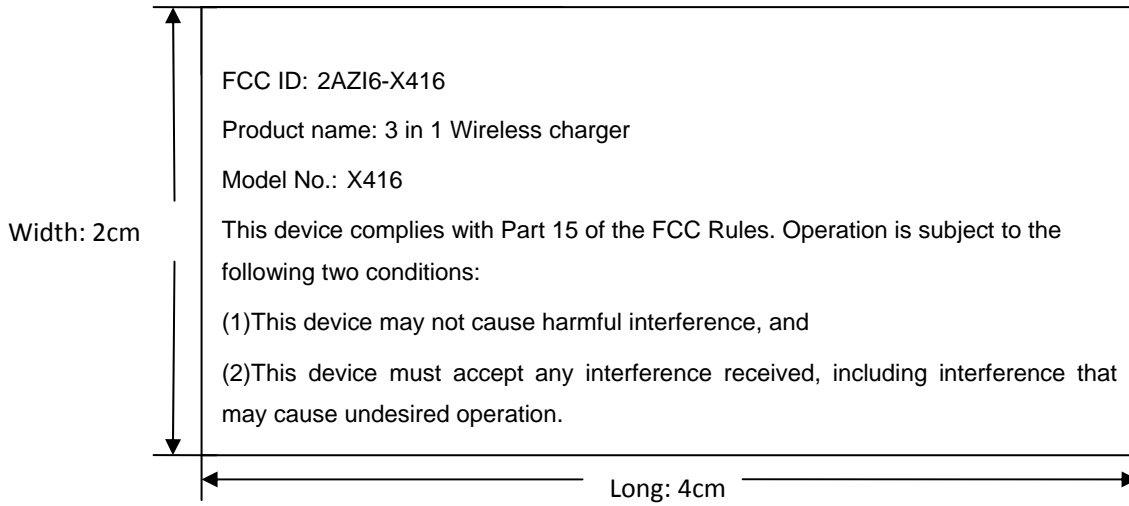 FCC ID: 2AZI6-X416
Product name: 3 in 1 Wireless charger
Model No.: X416
Width: 2cm
This device complies with Part 15 of the FCC Rules. Operation is subject to the
following two conditions:
(1)This device may not cause harmful interference, and
(2)This device must accept any interference received, including interference that
may cause undesired operation.
Long: 4cm